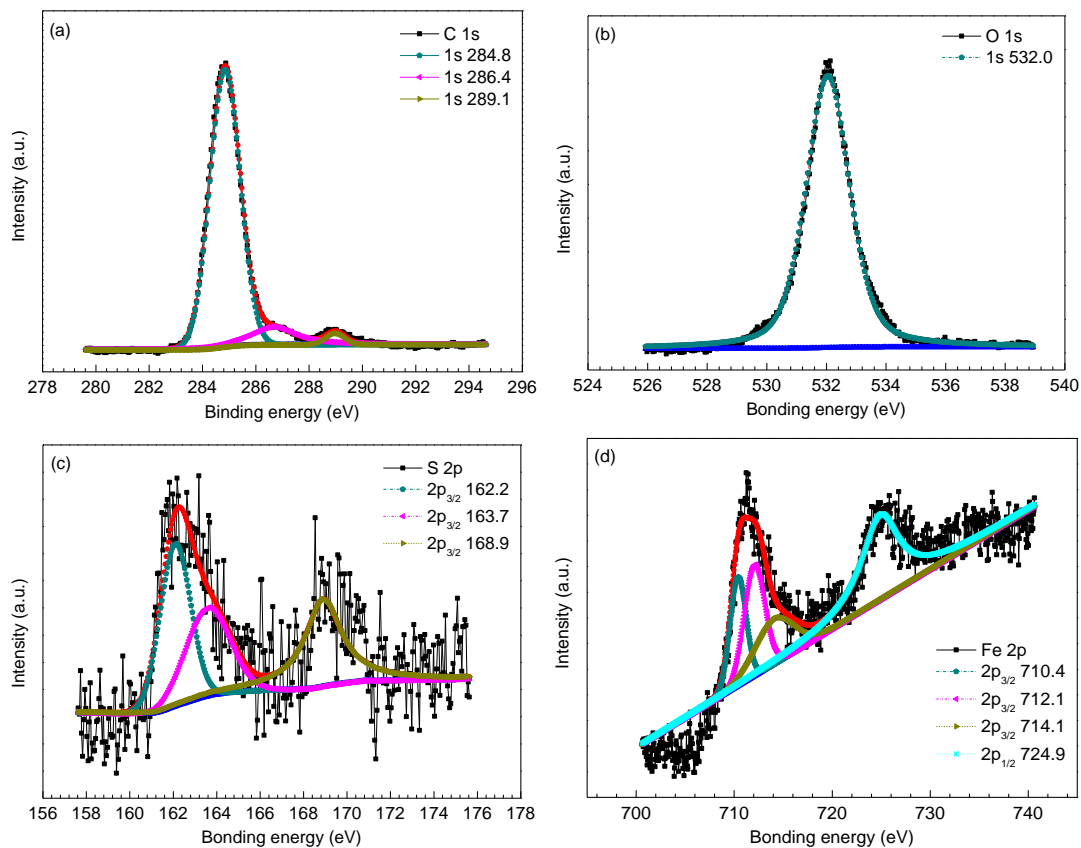 (a)
C 1s
1s 284.8
1s 286.4
1s 289.1
Intensity (a.u.)
278 280 282 284 286 288 290 292 294 296
Binding energy (eV)
(b)
O 1s
1s 532.0
Intensity (a.u.)
524 526 528 530 532 534 536 538 540
Bonding energy (eV)
(c)
S 2p
2p3/2 162.2
2p3/2 163.7
2p3/2 168.9
Intensity (a.u.)
156 158 160 162 164 166 168 170 172 174 176 178
Bonding energy (eV)
(d)
Fe 2p
2p3/2 710.4
2p3/2 712.1
2p3/2 714.1
2p1/2 724.9
Intensity (a.u.)
700 710 720 730 740
Bonding energy (eV)